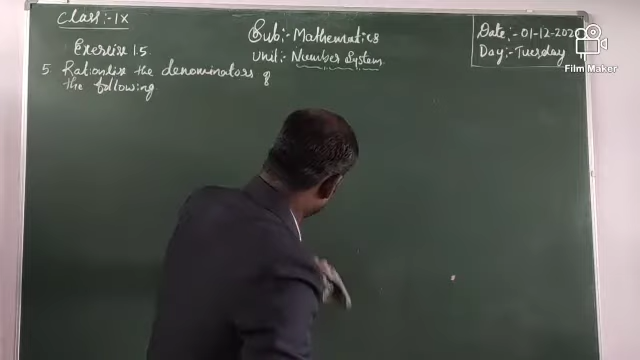 Class:- IX
Sub:- Mathematics
Date:- 01-12-202
Exercise 1.5
Unit:- Number System
Day:- Tuesday
Film Maker
5 Rationlise the denominators of
the following